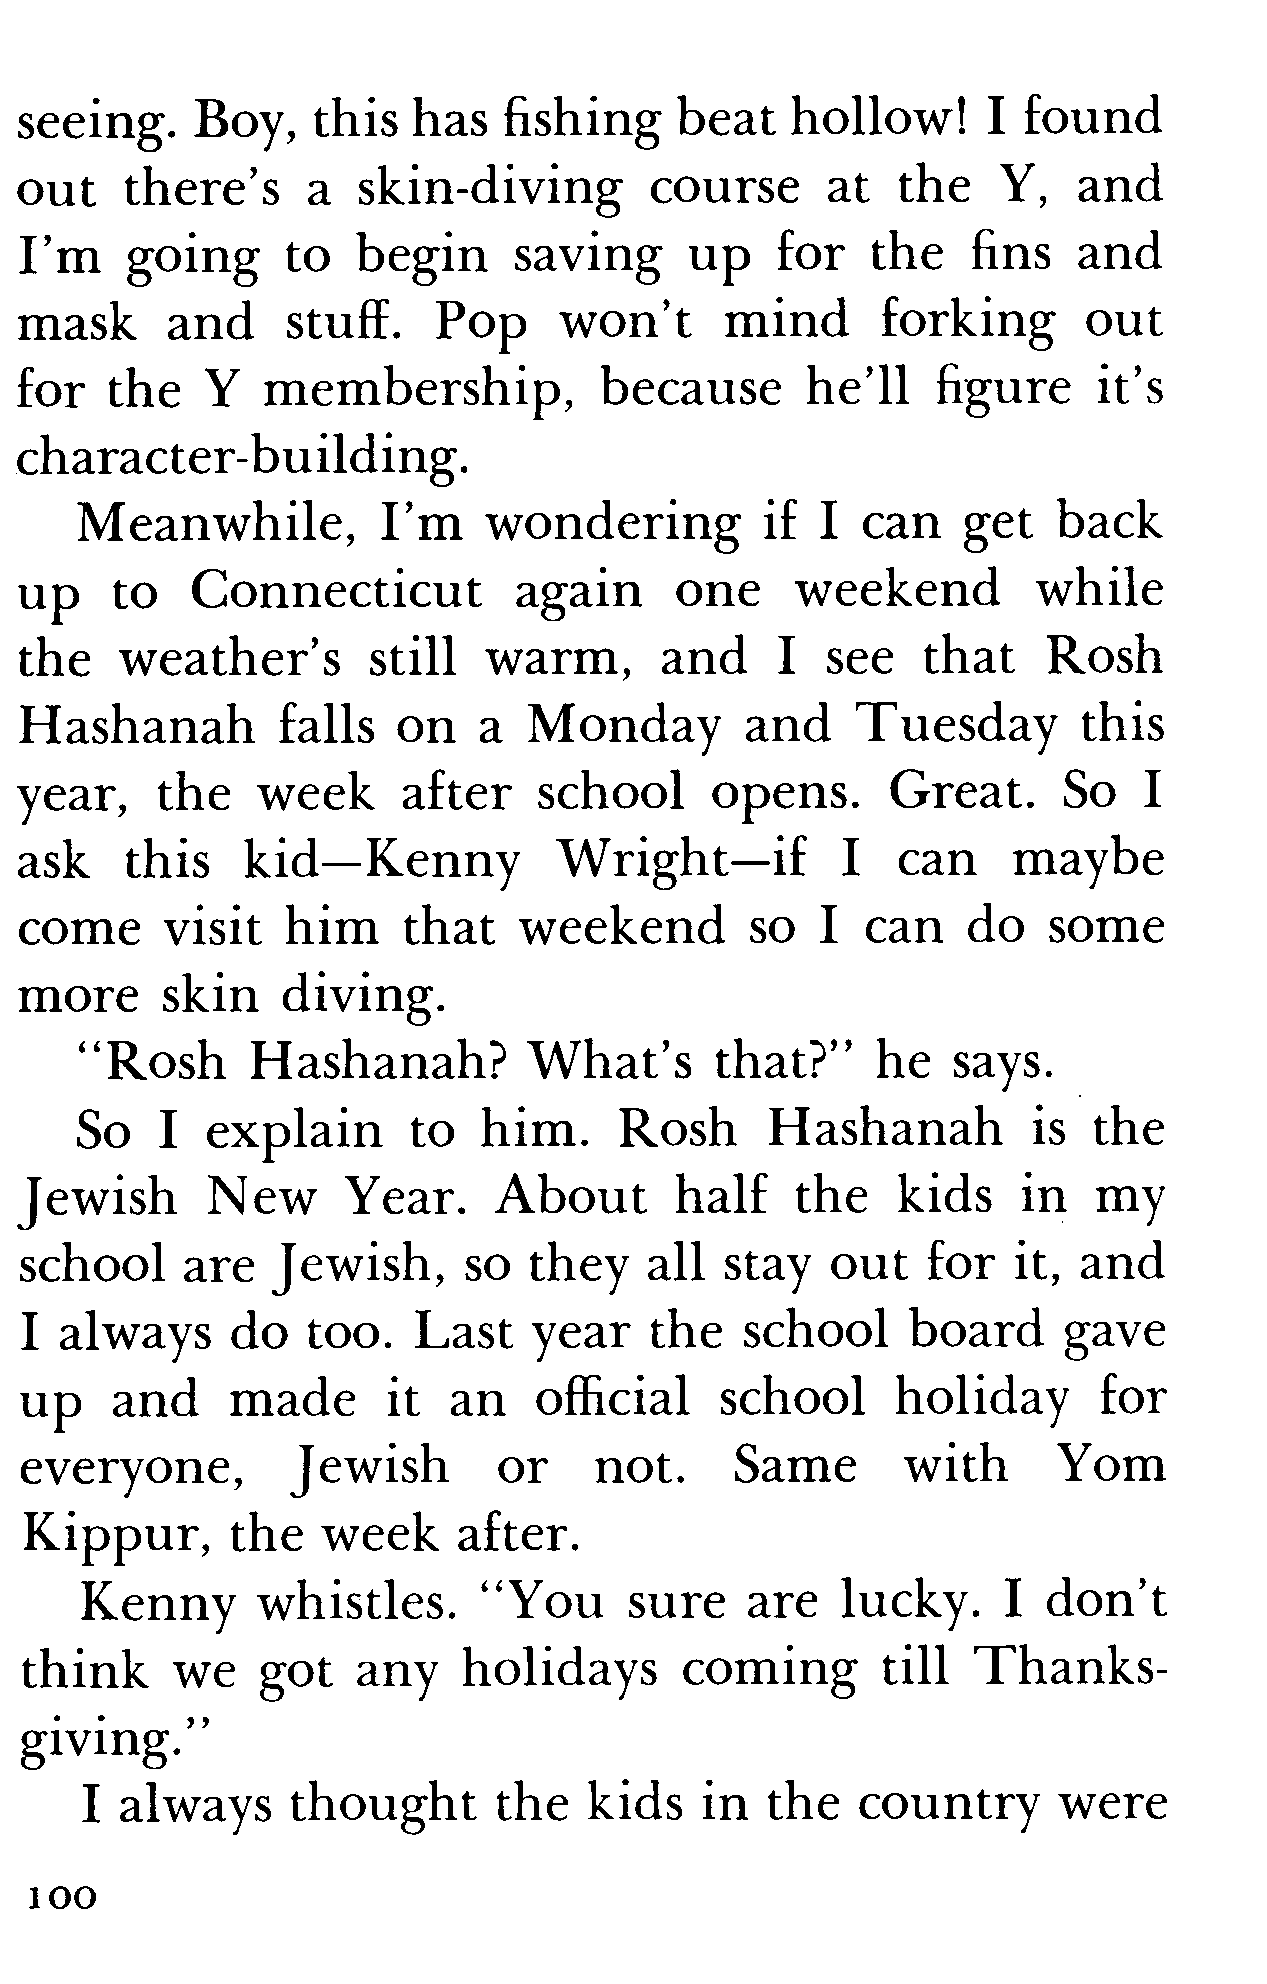 seeing. Boy, this has fishing beat hollow! I found
out there's a skin-diving course at the Y, and
I'm going to begin saving up for the fins and
mask and stuff. Pop won't mind forking out
for the Y membership, because he'll figure it's
character-building.
Meanwhile, I'm wondering if I can get back
up to Connecticut again one weekend while
the weather's still warm, and I see that Rosh
Hashanah falls on a Monday and Tuesday this
year, the week after school opens. Great. So I
ask this kid—Kenny Wright—if I can maybe
come visit him that weekend so I can do some
more skin diving.
"Rosh Hashanah? What's that?" he says.
So I explain to him. Rosh Hashanah is the
Jewish New Year. About half the kids in my
school are Jewish, so they all stay out for it, and
I always do too. Last year the school board gave
up and made it an official school holiday for
everyone, Jewish or not. Same with Yom
Kippur, the week after.
Kenny whistles. "You sure are lucky. I don't
think we got any holidays coming till Thanks-
giving."
I always thought the kids in the country were
100